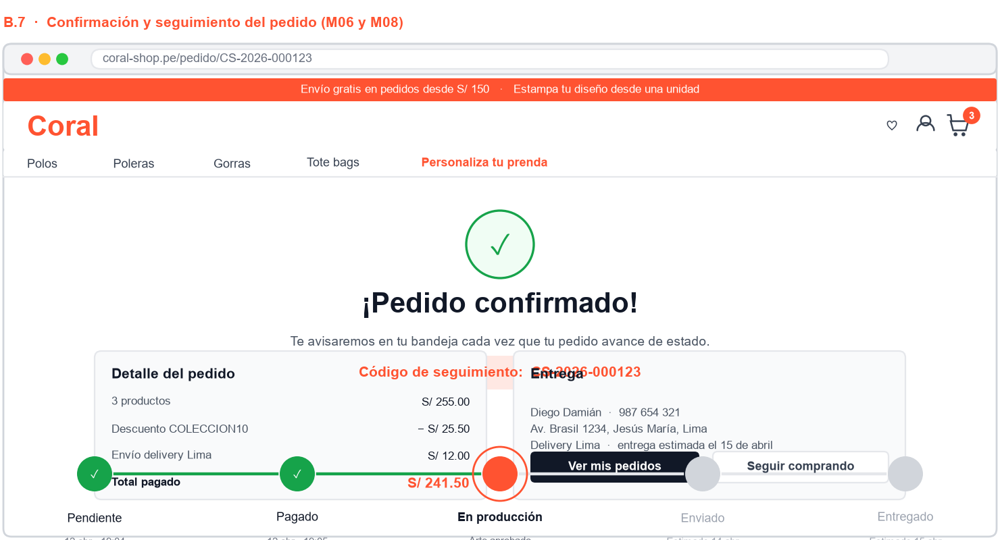 B.7 · Confirmación y seguimiento del pedido (M06 y M08)
coral-shop.pe/pedido/CS-2026-000123
Envío gratis en pedidos desde S/ 150 · Estampa tu diseño desde una unidad
Coral
3
Polos Poleras Gorras Tote bags Personaliza tu prenda
✓
¡Pedido confirmado!
Te avisaremos en tu bandeja cada vez que tu pedido avance de estado.
Código de seguimiento: CS-2026-000123
Detalle del pedido
3 productos S/ 255.00
Descuento COLECCION10 – S/ 25.50
Envío delivery Lima S/ 12.00
Total pagado S/ 241.50
Entrega
Diego Damián · 987 654 321
Av. Brasil 1234, Jesús María, Lima
Delivery Lima · entrega estimada el 15 de abril
Ver mis pedidos Seguir comprando
✓ ✓
Pendiente Pagado En producción Enviado Entregado